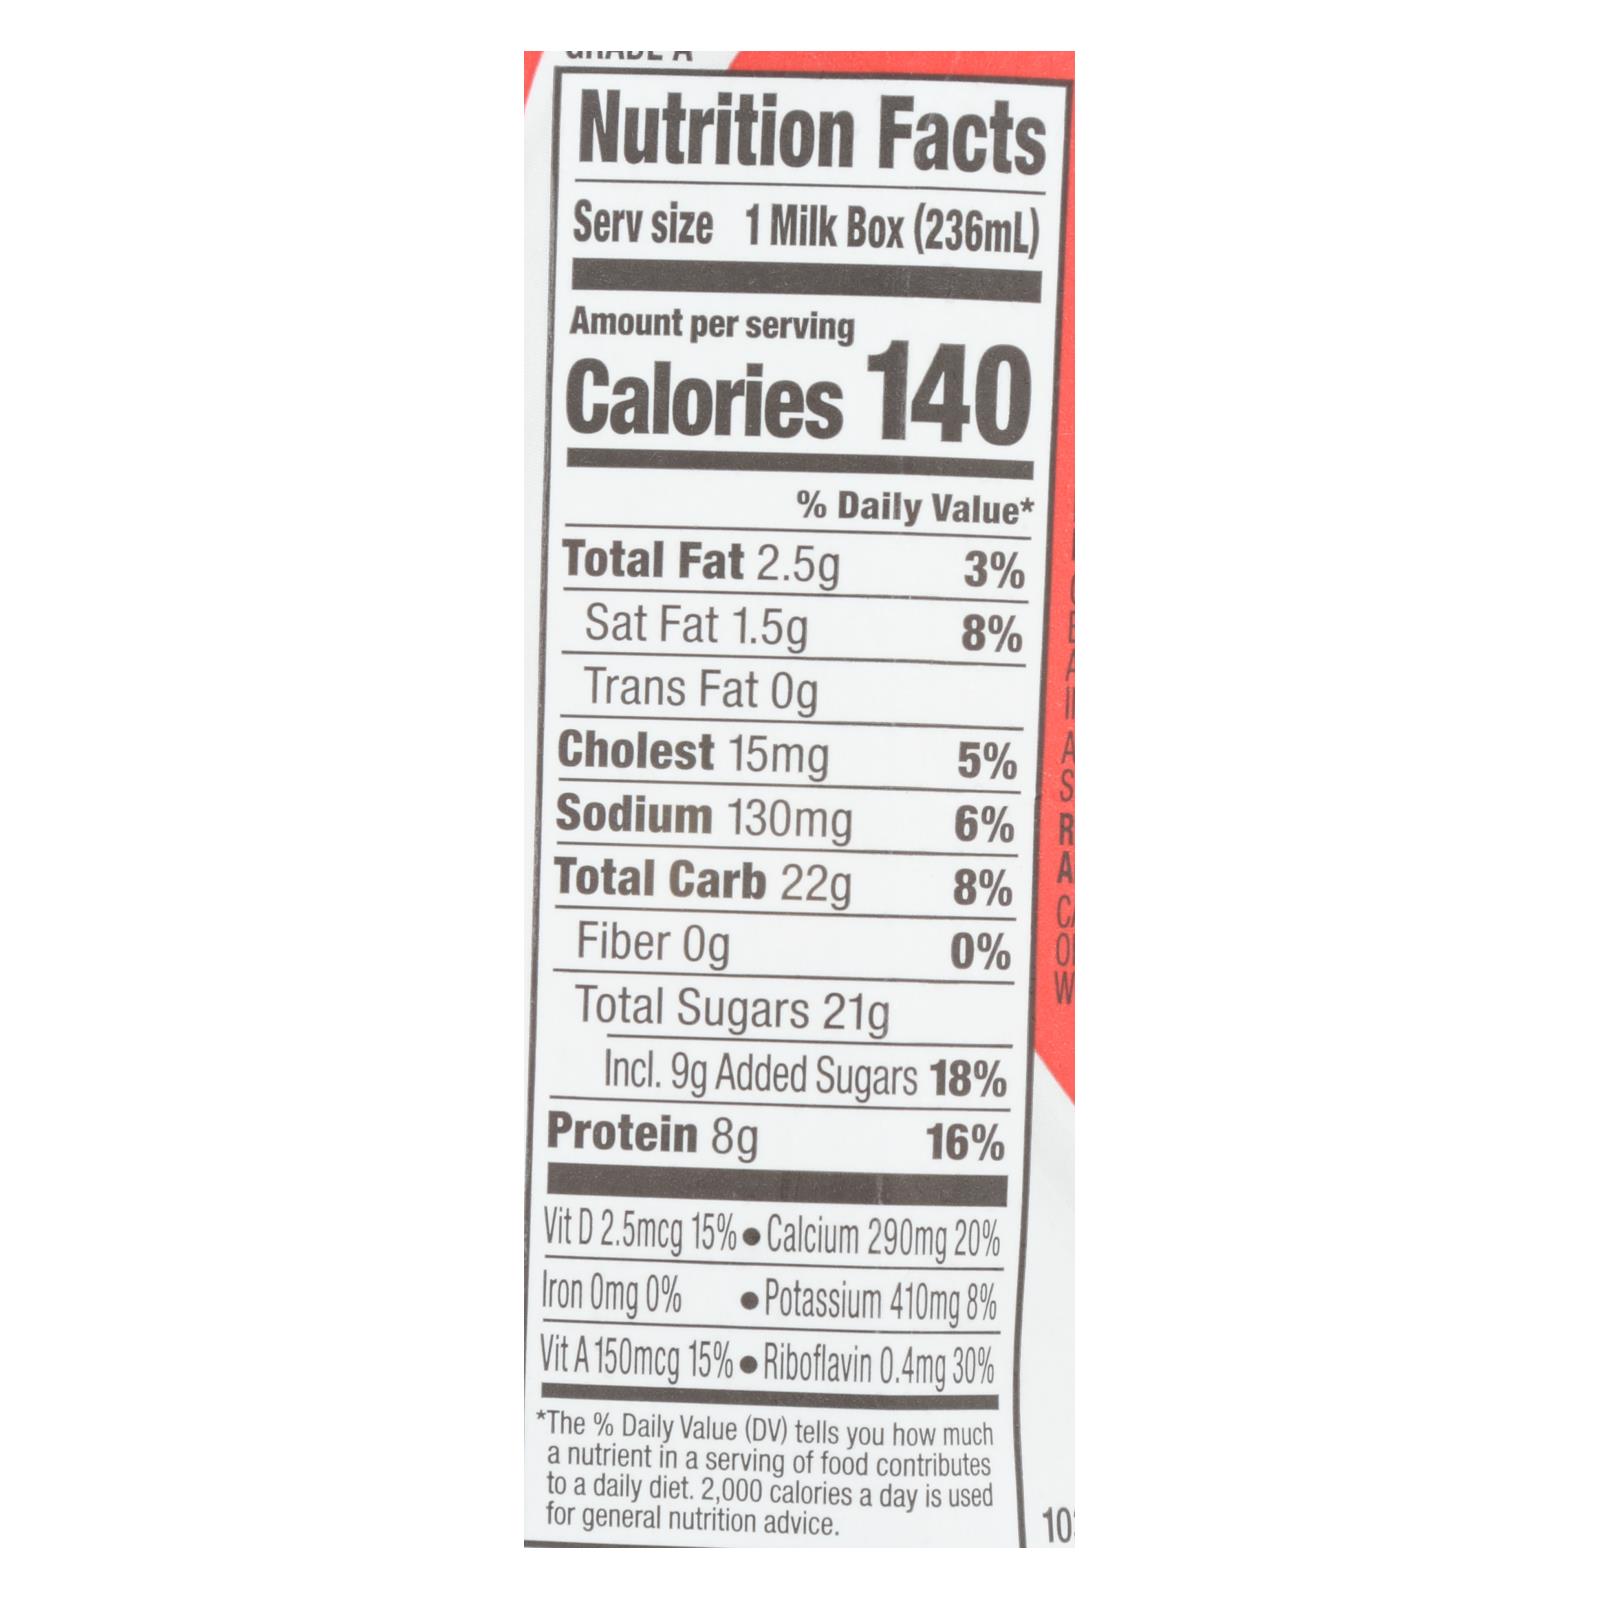 GRADE A
Nutrition Facts
Serv size 1 Milk Box (236mL)
Amount per serving
Calories 140
% Daily Value*
Total Fat 2.5g 3%
Sat Fat 1.5g 8%
Trans Fat 0g
Cholest 15mg 5%
Sodium 130mg 6%
Total Carb 22g 8%
Fiber 0g 0%
Total Sugars 21g
Incl. 9g Added Sugars 18%
Protein 8g 16%
Vit D 2.5mcg 15% ● Calcium 290mg 20%
Iron 0mg 0% ● Potassium 410mg 8%
Vit A 150mcg 15% ● Riboflavin 0.4mg 30%
*The % Daily Value (DV) tells you how much
a nutrient in a serving of food contributes
to a daily diet. 2,000 calories a day is used
for general nutrition advice.